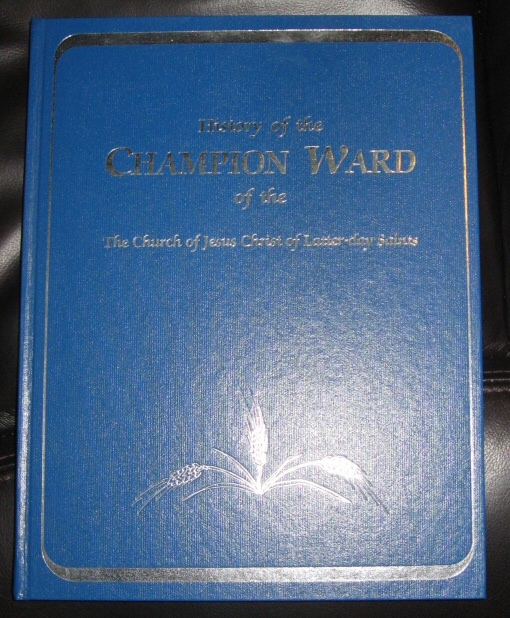 History of the
CHAMPION WARD
of the
The Church of Jesus Christ of Latter-day Saints